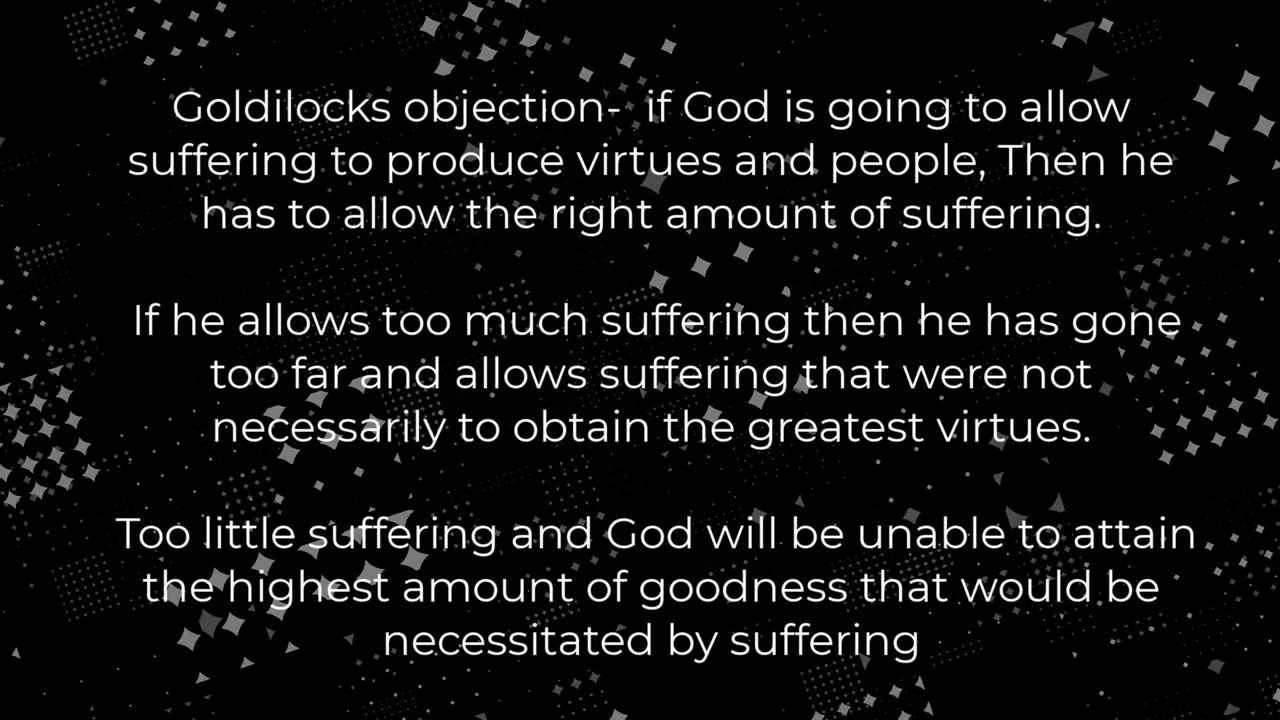 Goldilocks objection-  if God is going to allow
suffering to produce virtues and people, Then he
has to allow the right amount of suffering.
If he allows too much suffering then he has gone
too far and allows suffering that were not
necessarily to obtain the greatest virtues.
Too little suffering and God will be unable to attain
the highest amount of goodness that would be
necessitated by suffering